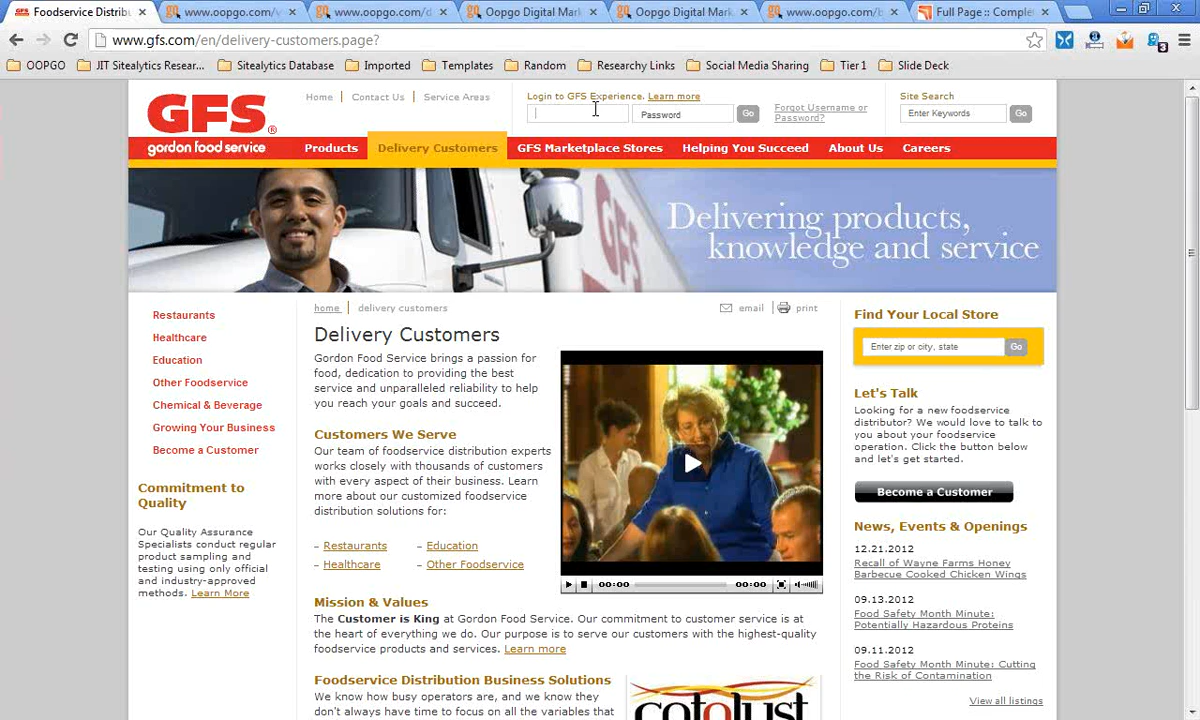 Foodservice Distribu
www.oopgo.com/v
www.oopgo.com/d
Oopgo Digital Mark
Oopgo Digital Mark
www.oopgo.com/b
Full Page :: Comple
www.gfs.com/en/delivery-customers.page?
3
OOPGO
JIT Sitealytics Resear...
Sitealytics Database
Imported
Templates
Random
Researchy Links
Social Media Sharing
Tier 1
Slide Deck
GFS®
gordon food service
Home
Contact Us
Service Areas
Login to GFS Experience. Learn more
Password
Go
Forgot Username or
Password?
Site Search
Enter Keywords
Go
Products
Delivery Customers
GFS Marketplace Stores
Helping You Succeed
About Us
Careers
GFS
Delivering products,
knowledge and service
Restaurants
Healthcare
Education
Other Foodservice
Chemical & Beverage
Growing Your Business
Become a Customer
Commitment to
Quality
Our Quality Assurance
Specialists conduct regular
product sampling and
testing using only official
and industry-approved
methods. Learn More
home
delivery customers
email
print
Delivery Customers
Gordon Food Service brings a passion for
food, dedication to providing the best
service and unparalleled reliability to help
you reach your goals and succeed.
Customers We Serve
Our team of foodservice distribution experts
works closely with thousands of customers
with every aspect of their business. Learn
more about our customized foodservice
distribution solutions for:
– Restaurants
– Education
– Healthcare
– Other Foodservice
00:00
00:00
Mission & Values
The Customer is King at Gordon Food Service. Our commitment to customer service is at
the heart of everything we do. Our purpose is to serve our customers with the highest-quality
foodservice products and services. Learn more
Foodservice Distribution Business Solutions
We know how busy operators are, and we know they
don't always have time to focus on all the variables that
catalyst
Find Your Local Store
Enter zip or city, state
Go
Let's Talk
Looking for a new foodservice
distributor? We would love to talk to
you about your foodservice
operation. Click the button below
and let's get started.
Become a Customer
News, Events & Openings
12.21.2012
Recall of Wayne Farms Honey
Barbecue Cooked Chicken Wings
09.13.2012
Food Safety Month Minute:
Potentially Hazardous Proteins
09.11.2012
Food Safety Month Minute: Cutting
the Risk of Contamination
View all listings